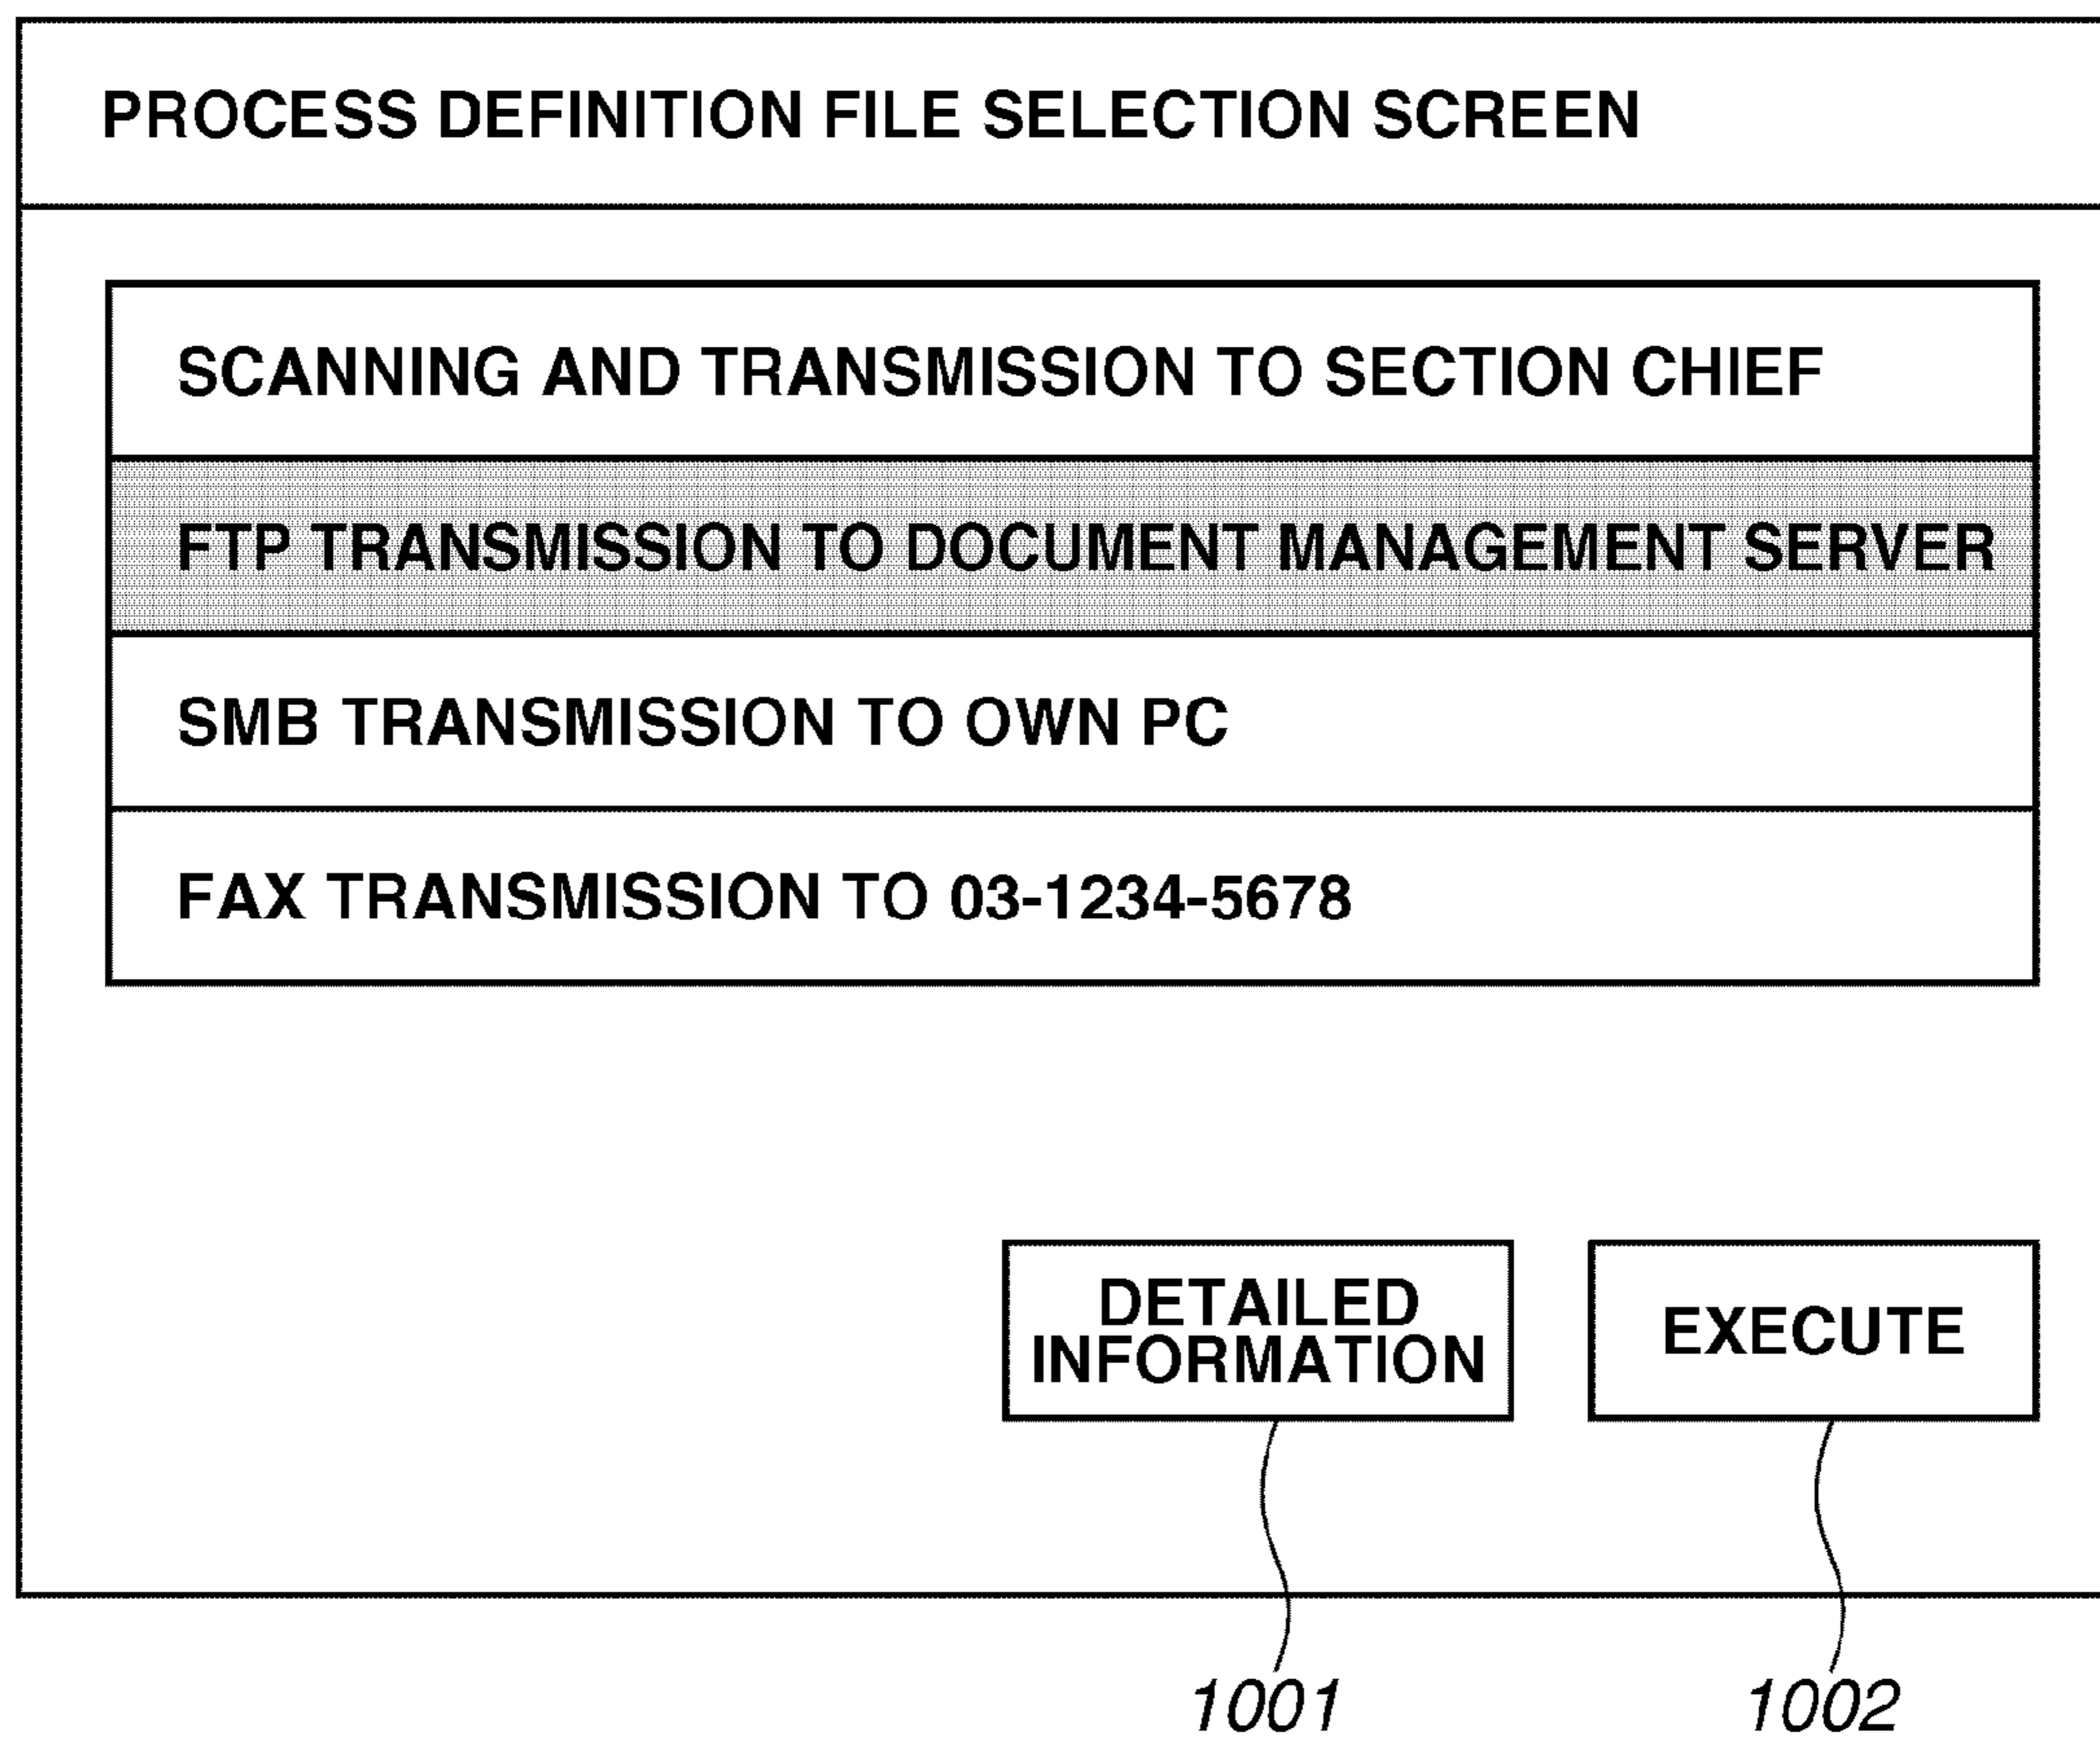 PROCESS DEFINITION FILE SELECTION SCREEN
SCANNING AND TRANSMISSION TO SECTION CHIEF
FTP TRANSMISSION TO DOCUMENT MANAGEMENT SERVER
SMB TRANSMISSION TO OWN PC
FAX TRANSMISSION TO 03-1234-5678
DETAILED
INFORMATION
EXECUTE
1001
1002